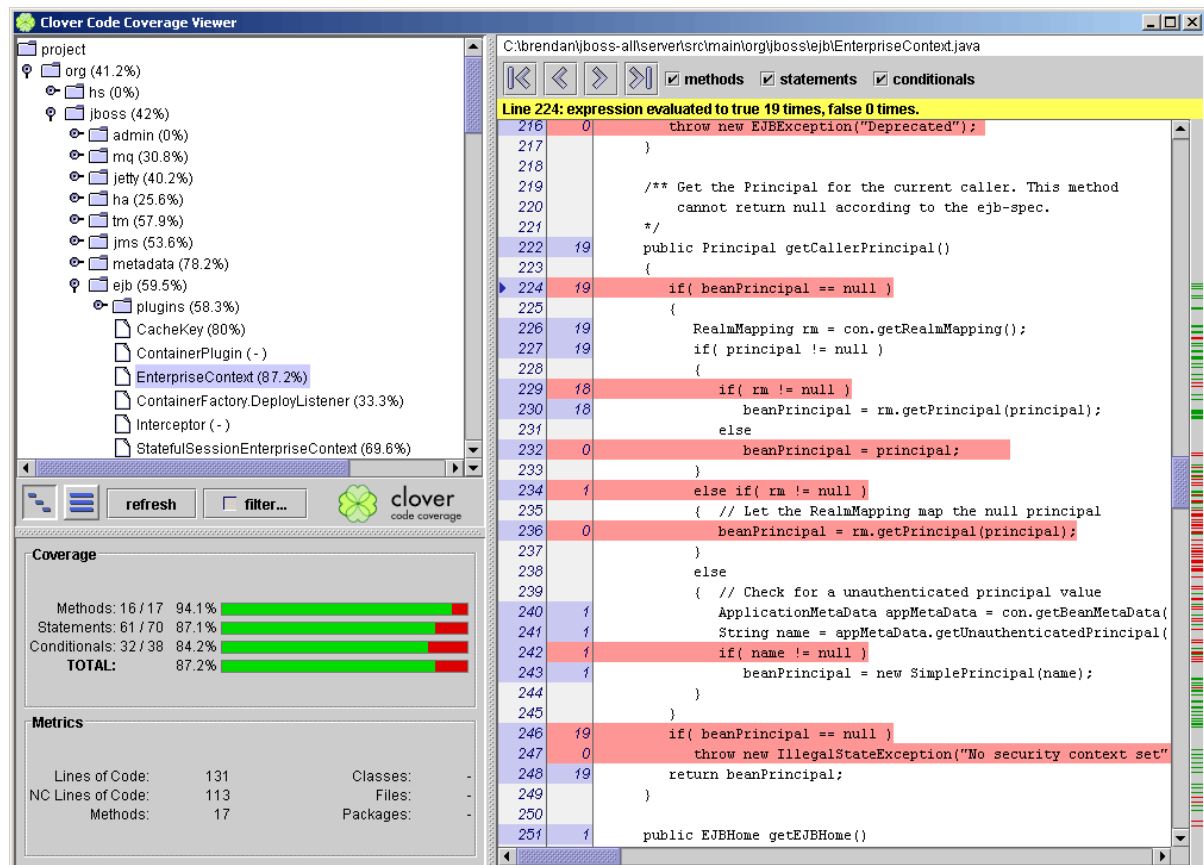 Clover Code Coverage Viewer
project
org (41.2%)
hs (0%)
jboss (42%)
admin (0%)
mq (30.8%)
jetty (40.2%)
ha (25.6%)
tm (57.9%)
jms (53.6%)
metadata (78.2%)
ejb (59.5%)
plugins (58.3%)
CacheKey (80%)
ContainerPlugin ( - )
EnterpriseContext (87.2%)
ContainerFactory.DeployListener (33.3%)
Interceptor ( - )
StatefulSessionEnterpriseContext (69.6%)
refresh
filter...
clover
code coverage
Coverage
Methods: 16 / 17 94.1%
Statements: 61 / 70 87.1%
Conditionals: 32 / 38 84.2%
TOTAL: 87.2%
Metrics
Lines of Code: 131 Classes: -
NC Lines of Code: 113 Files: -
Methods: 17 Packages: -
C:\brendan\jboss-all\server\src\main\org\jboss\ejb\EnterpriseContext.java
methods statements conditionals
Line 224: expression evaluated to true 19 times, false 0 times.
216 0 throw new EJBException("Deprecated");
217 }
218
219 /** Get the Principal for the current caller. This method
220 cannot return null according to the ejb-spec.
221 */
222 19 public Principal getCallerPrincipal()
223 {
224 19 if( beanPrincipal == null )
225 {
226 19 RealmMapping rm = con.getRealmMapping();
227 19 if( principal != null )
228 {
229 18 if( rm != null )
230 18 beanPrincipal = rm.getPrincipal(principal);
231 else
232 0 beanPrincipal = principal;
233 }
234 1 else if( rm != null )
235 { // Let the RealmMapping map the null principal
236 0 beanPrincipal = rm.getPrincipal(principal);
237 }
238 else
239 { // Check for a unauthenticated principal value
240 1 ApplicationMetaData appMetaData = con.getBeanMetaData(
241 1 String name = appMetaData.getUnauthenticatedPrincipal(
242 1 if( name != null )
243 1 beanPrincipal = new SimplePrincipal(name);
244 }
245 }
246 19 if( beanPrincipal == null )
247 0 throw new IllegalStateException("No security context set"
248 19 return beanPrincipal;
249 }
250
251 1 public EJBHome getEJBHome()